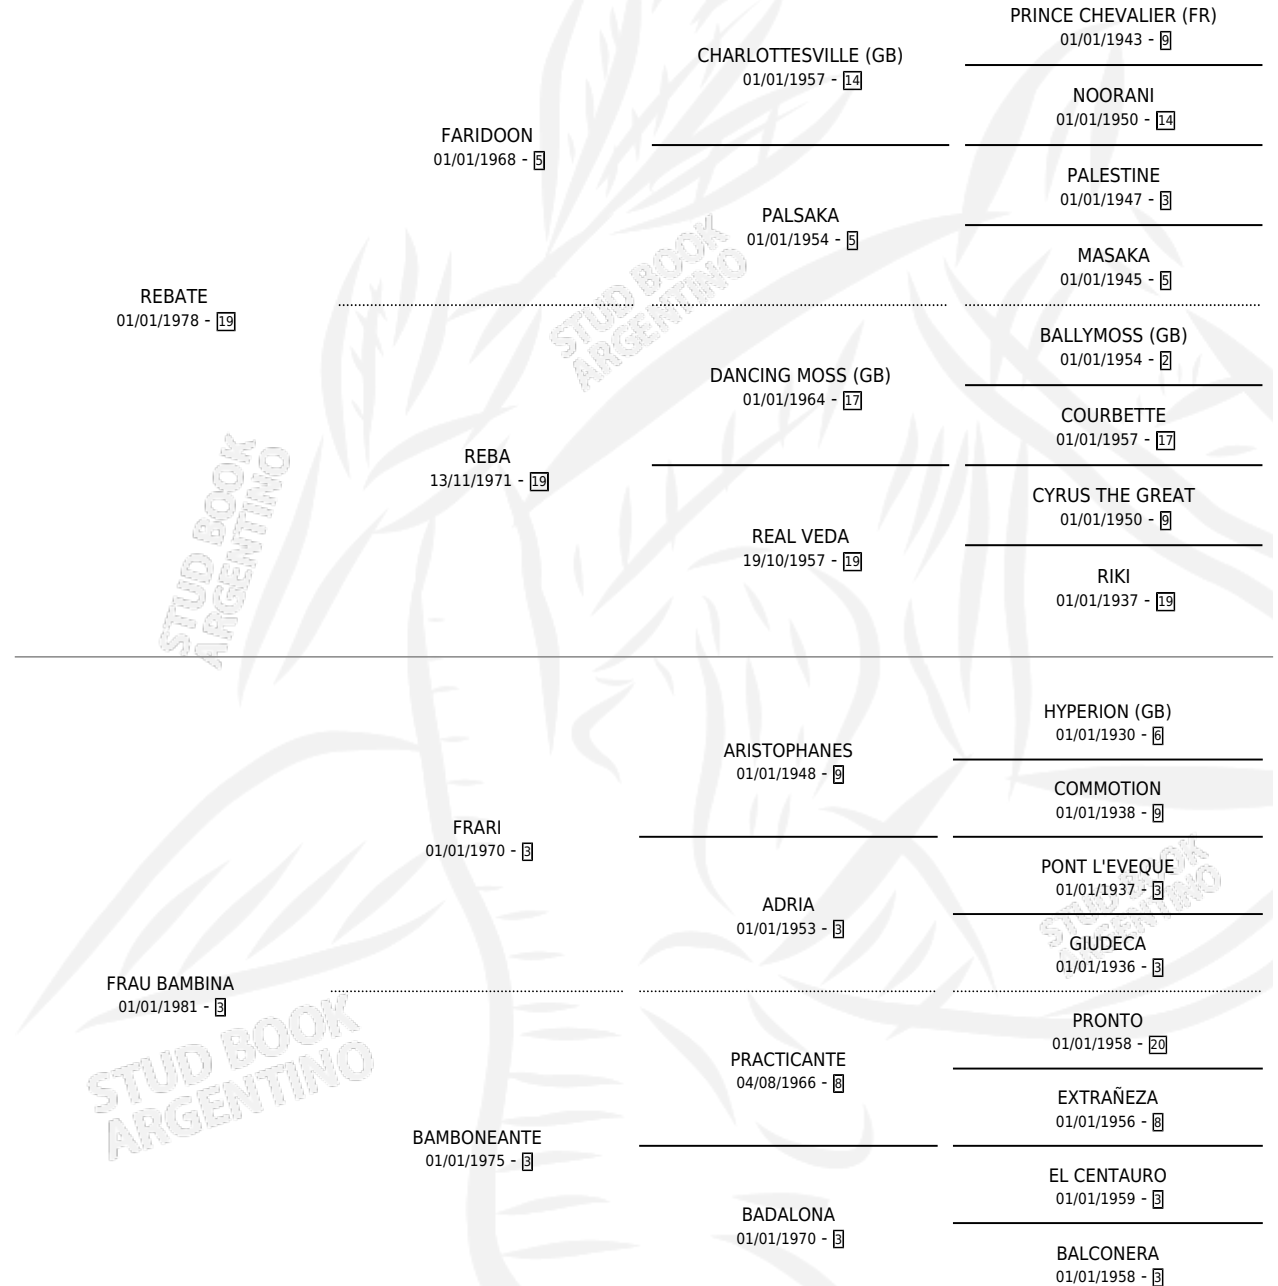 PRINCE CHEVALIER (FR)
01/01/1943 - 9
CHARLOTTESVILLE (GB)
01/01/1957 - 14
NOORANI
01/01/1950 - 14
FARIDOON
01/01/1968 - 5
PALESTINE
01/01/1947 - 3
PALSAKA
01/01/1954 - 5
MASAKA
01/01/1945 - 5
STUD BOOK
ARGENTINO
REBATE
01/01/1978 - 19
BALLYMOSS (GB)
01/01/1954 - 2
DANCING MOSS (GB)
01/01/1964 - 17
COURBETTE
01/01/1957 - 17
REBA
13/11/1971 - 19
CYRUS THE GREAT
01/01/1950 - 9
REAL VEDA
19/10/1957 - 19
RIKI
01/01/1937 - 19
STUD BOOK
ARGENTINO
HYPERION (GB)
01/01/1930 - 6
ARISTOPHANES
01/01/1948 - 9
COMMOTION
01/01/1938 - 9
FRARI
01/01/1970 - 3
PONT L'EVEQUE
01/01/1937 - 3
ADRIA
01/01/1953 - 3
GIUDECA
01/01/1936 - 3
STUD BOOK
ARGENTINO
FRAU BAMBINA
01/01/1981 - 3
PRONTO
01/01/1958 - 20
PRACTICANTE
04/08/1966 - 8
EXTRAÑEZA
01/01/1956 - 8
STUD BOOK
ARGENTINO
BAMBONEANTE
01/01/1975 - 3
EL CENTAURO
01/01/1959 - 3
BADALONA
01/01/1970 - 3
BALCONERA
01/01/1958 - 3